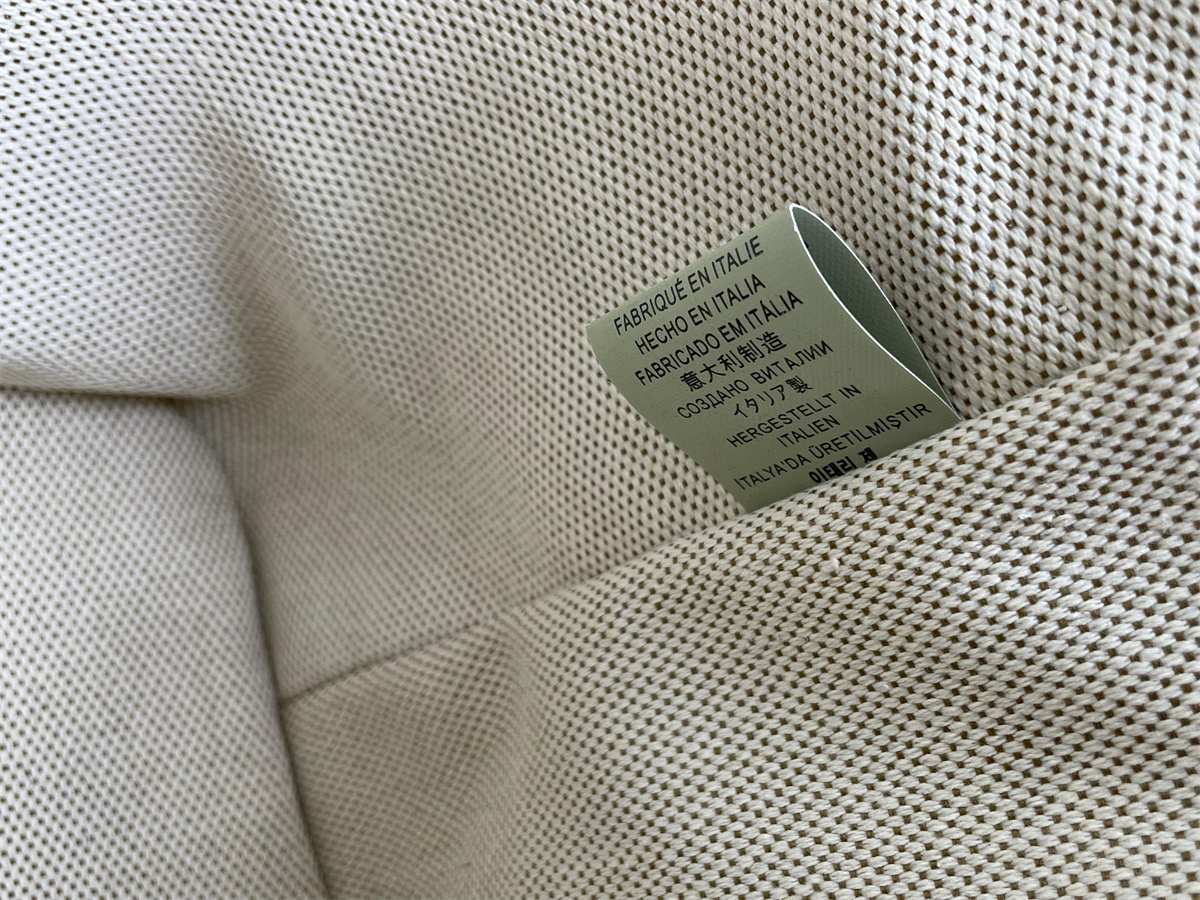 FABRIQUÉ EN ITALIE
HECHO EN ITALIA
FABRICADO EM ITÁLIA
意大利制造
СОЗДАНО ВИТАЛИИ
イタリア製
HERGESTELLT IN
ITALIEN
ITALYA'DA ÜRETİLMIŞTIR
이태리 제